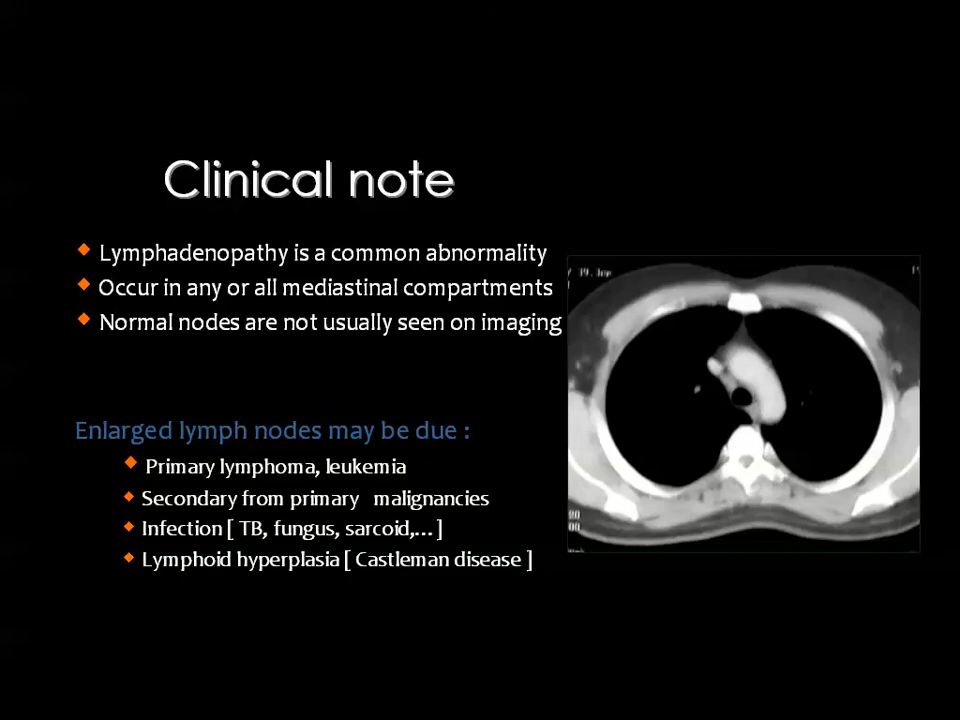 Clinical note
Lymphadenopathy is a common abnormality
Occur in any or all mediastinal compartments
Normal nodes are not usually seen on imaging
Enlarged lymph nodes may be due :
Primary lymphoma, leukemia
Secondary from primary malignancies
Infection [ TB, fungus, sarcoid,... ]
Lymphoid hyperplasia [ Castleman disease ]